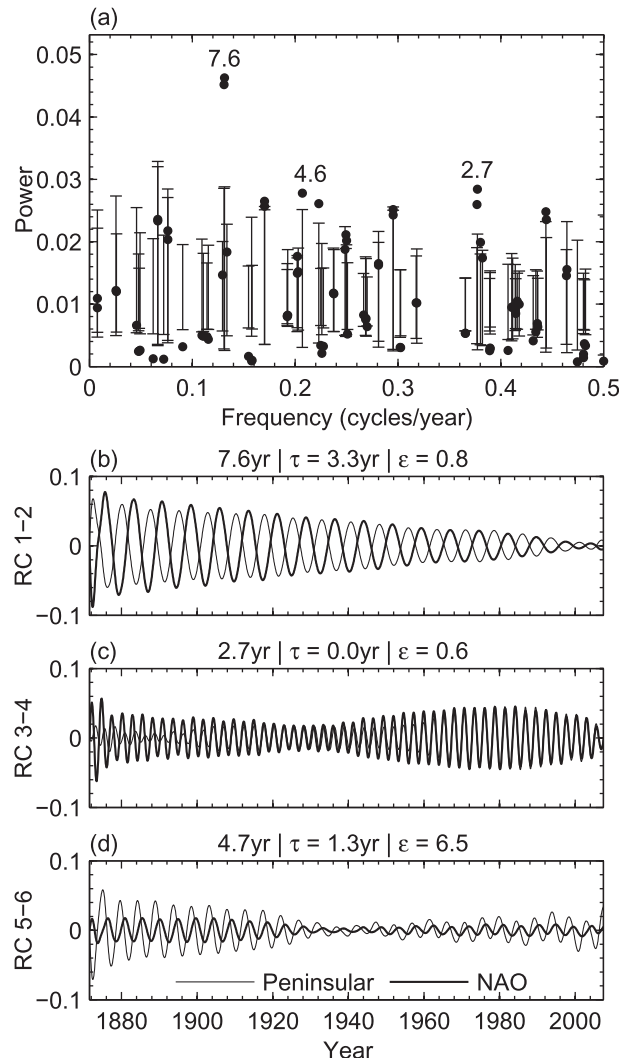 (a)
7.6
4.6
2.7
0.05
0.04
0.03
0.02
0.01
0
Power
0 0.1 0.2 0.3 0.4 0.5
Frequency (cycles/year)
(b) 7.6yr | τ = 3.3yr | ε = 0.8
0.1
0
−0.1
RC 1−2
(c) 2.7yr | τ = 0.0yr | ε = 0.6
0.1
0
−0.1
RC 3−4
(d) 4.7yr | τ = 1.3yr | ε = 6.5
0.1
0
−0.1
RC 5−6
Peninsular NAO
1880 1900 1920 1940 1960 1980 2000
Year